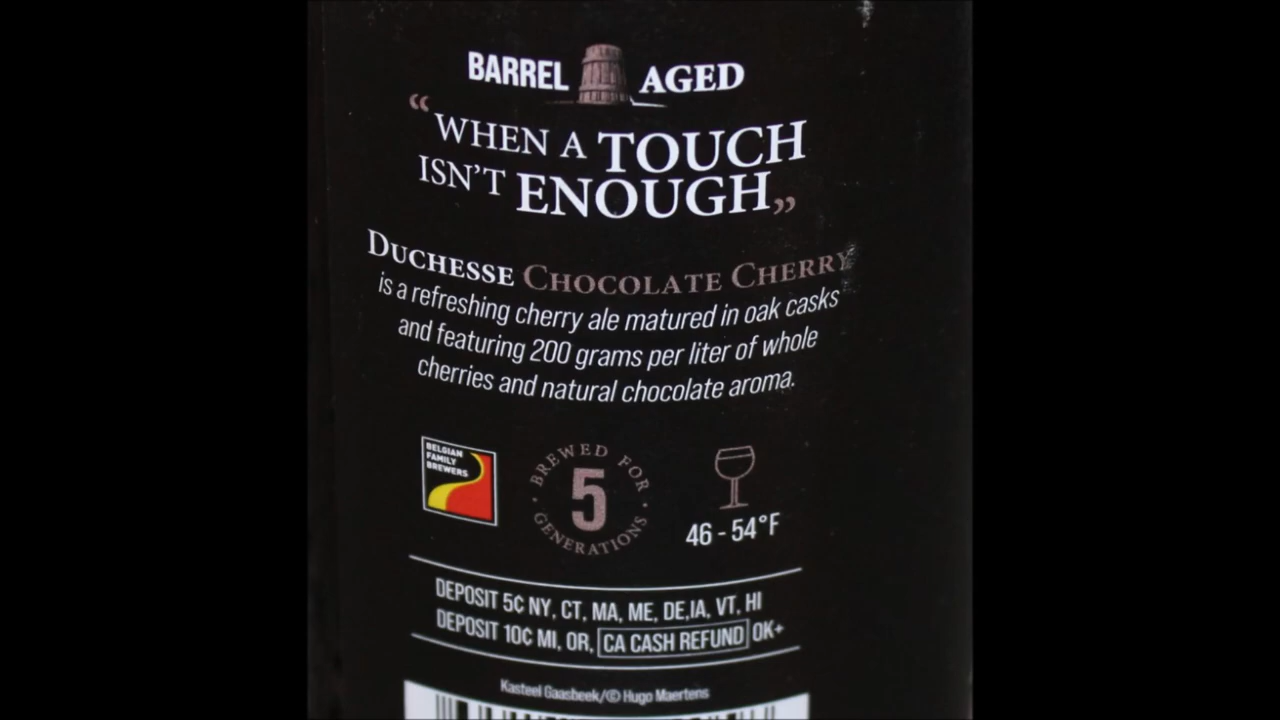 BARREL AGED
“WHEN A TOUCH
ISN'T ENOUGH„
DUCHESSE CHOCOLATE CHERRY
is a refreshing cherry ale matured in oak casks
and featuring 200 grams per liter of whole
cherries and natural chocolate aroma.
BELGIAN
FAMILY
BREWERS
BREWED FOR
5
GENERATIONS
46 - 54°F
DEPOSIT 5¢ NY, CT, MA, ME, DE,IA, VT, HI
DEPOSIT 10¢ MI, OR, CA CASH REFUND OK+
Kasteel Gaasbeek/© Hugo Maertens